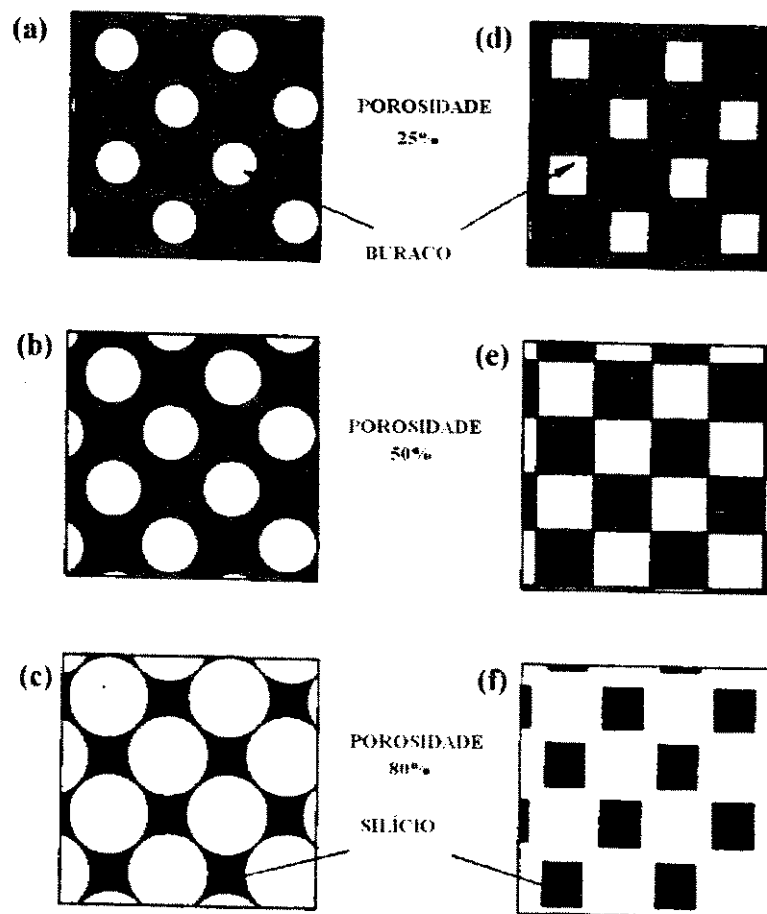 (a)
(d)
POROSIDADE
25%
BURACO
(b)
(e)
POROSIDADE
50%
(c)
(f)
POROSIDADE
80%
SILÍCIO